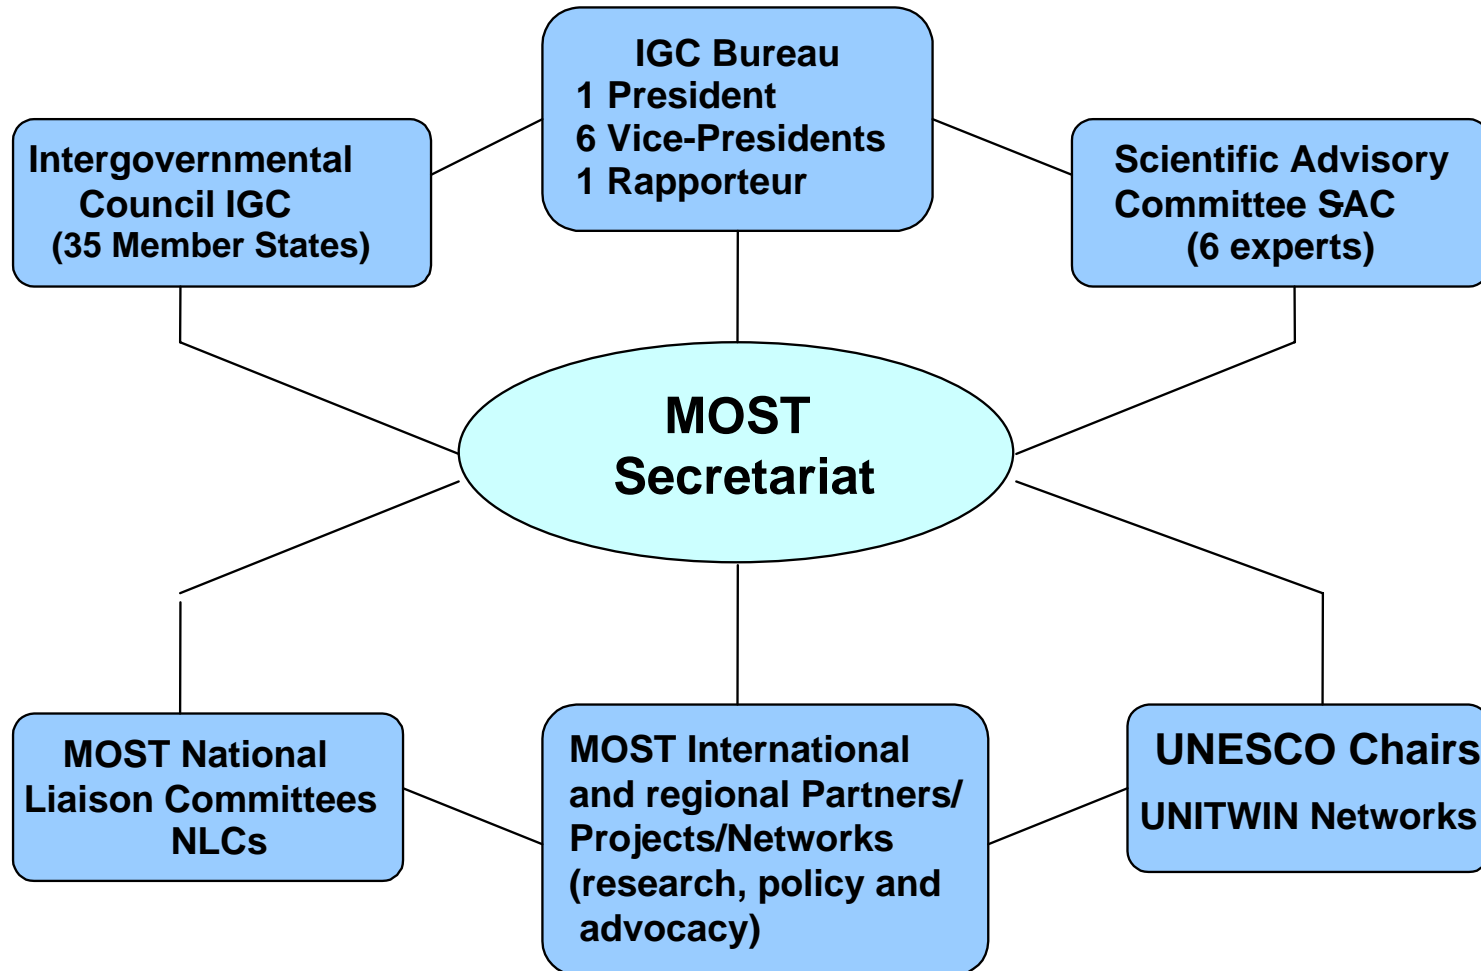 IGC Bureau
1 President
6 Vice-Presidents
1 Rapporteur
Intergovernmental
Council IGC
(35 Member States)
Scientific Advisory
Committee S-AC
(6 experts)
MOST
Secretariat
MOST National
Liaison Committees
NLCs
MOST International
and regional Partners/
Projects/Networks
(research, policy and
advocacy)
UNESCO Chairs
UNITWIN Networks